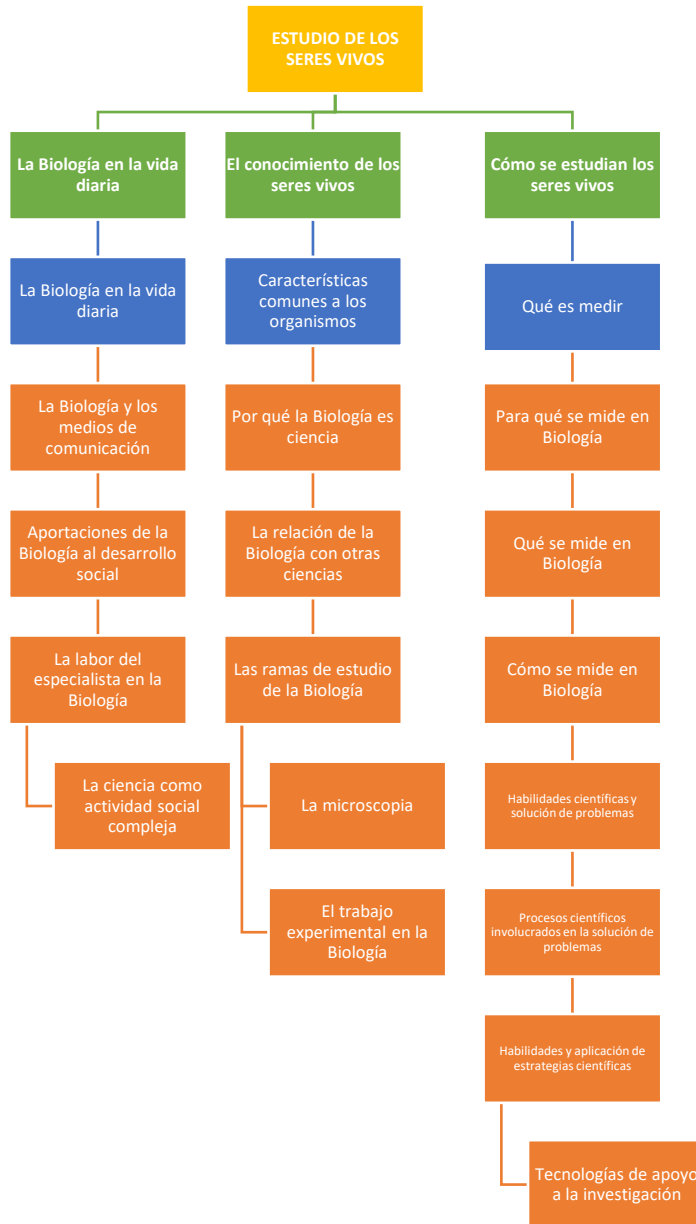 ESTUDIO DE LOS
SERES VIVOS
La Biología en la vida
diaria
La Biología en la vida
diaria
La Biología y los
medios de
comunicación
Aportaciones de la
Biología al desarrollo
social
La labor del
especialista en la
Biología
La ciencia como
actividad social
compleja
El conocimiento de los
seres vivos
Características
comunes a los
organismos
Por qué la Biología es
ciencia
La relación de la
Biología con otras
ciencias
Las ramas de estudio
de la Biología
La microscopia
El trabajo
experimental en la
Biología
Cómo se estudian los
seres vivos
Qué es medir
Para qué se mide en
Biología
Qué se mide en
Biología
Cómo se mide en
Biología
Habilidades científicas y
solución de problemas
Procesos científicos
involucrados en la solución de
problemas
Habilidades y aplicación de
estrategias científicas
Tecnologías de apoyo
a la investigación